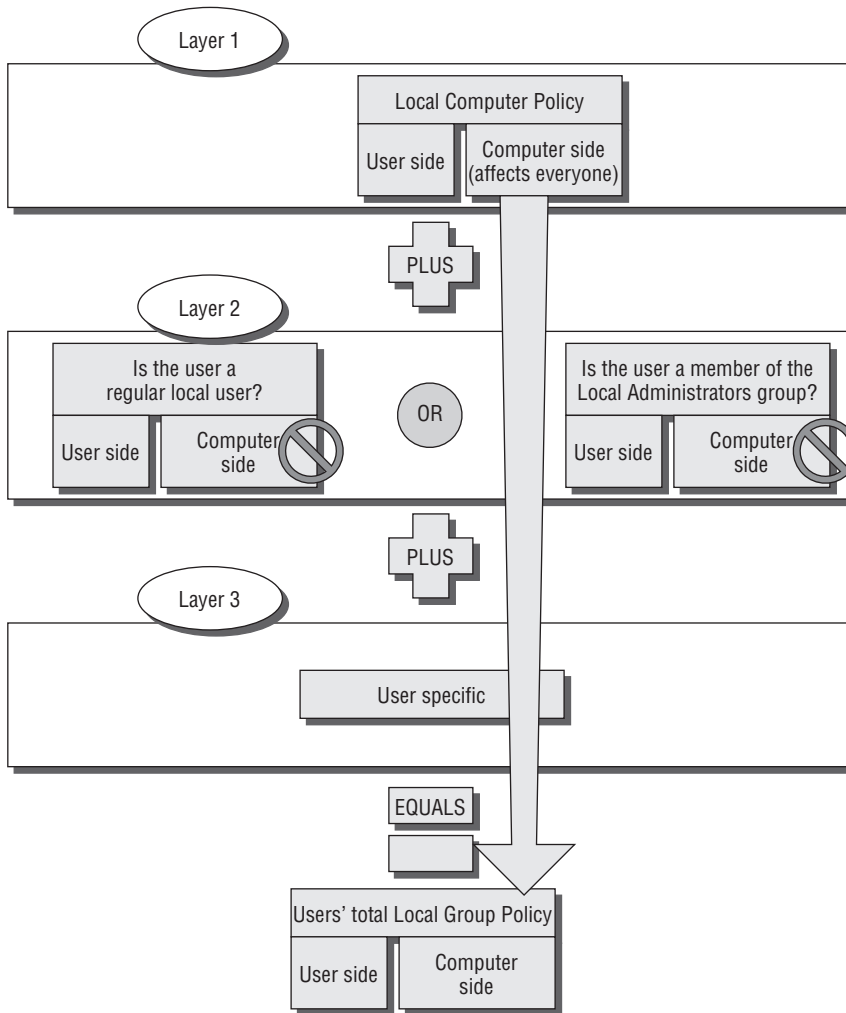 Layer 1
Local Computer Policy
User side
Computer side
(affects everyone)
PLUS
Layer 2
Is the user a
regular local user?
User side
Computer
side
OR
Is the user a member of the
Local Administrators group?
User side
Computer
side
PLUS
Layer 3
User specific
EQUALS
Users’ total Local Group Policy
User side
Computer
side